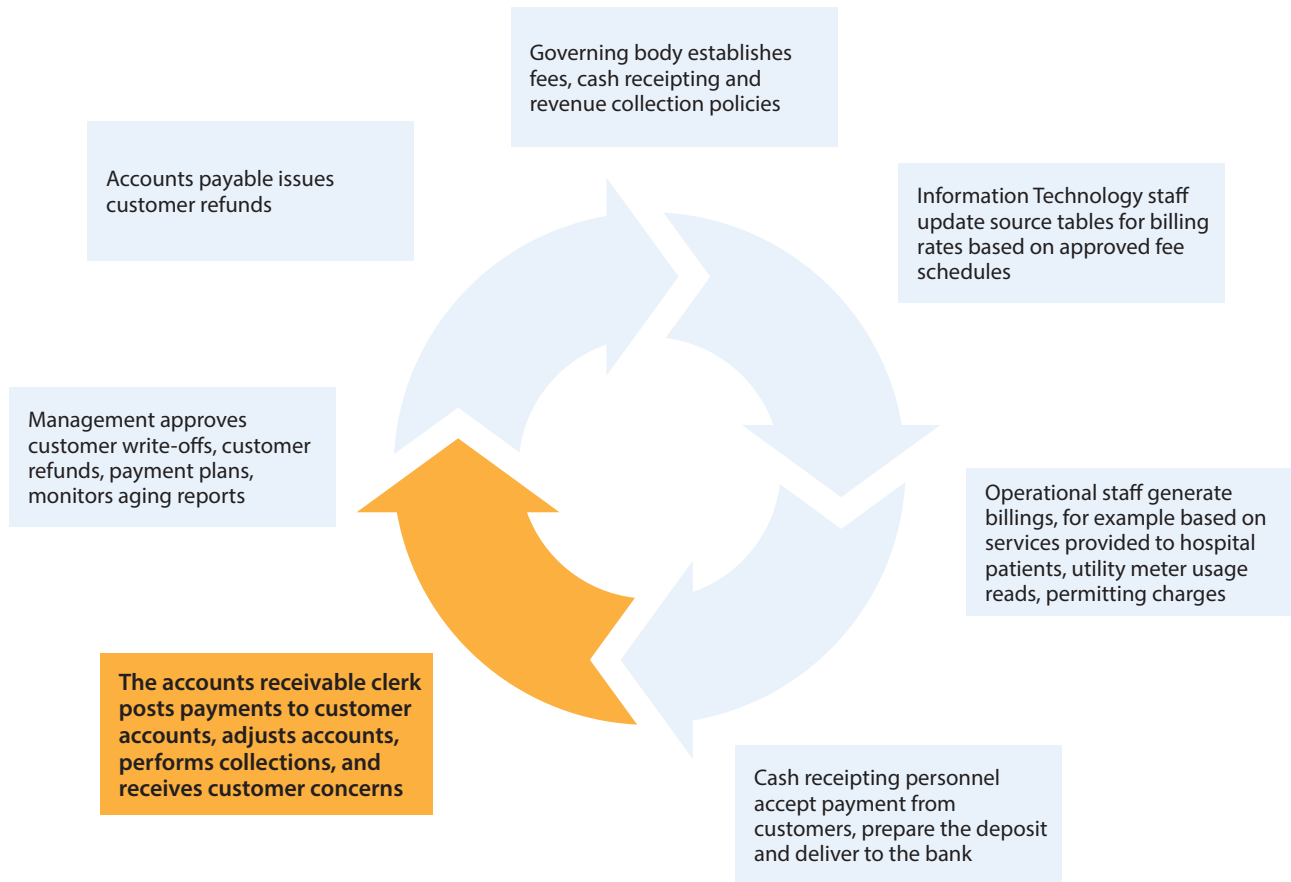 Governing body establishes
fees, cash receipting and
revenue collection policies
Information Technology staff
update source tables for billing
rates based on approved fee
schedules
Operational staff generate
billings, for example based on
services provided to hospital
patients, utility meter usage
reads, permitting charges
Cash receipting personnel
accept payment from
customers, prepare the deposit
and deliver to the bank
The accounts receivable clerk
posts payments to customer
accounts, adjusts accounts,
performs collections, and
receives customer concerns
Management approves
customer write-offs, customer
refunds, payment plans,
monitors aging reports
Accounts payable issues
customer refunds